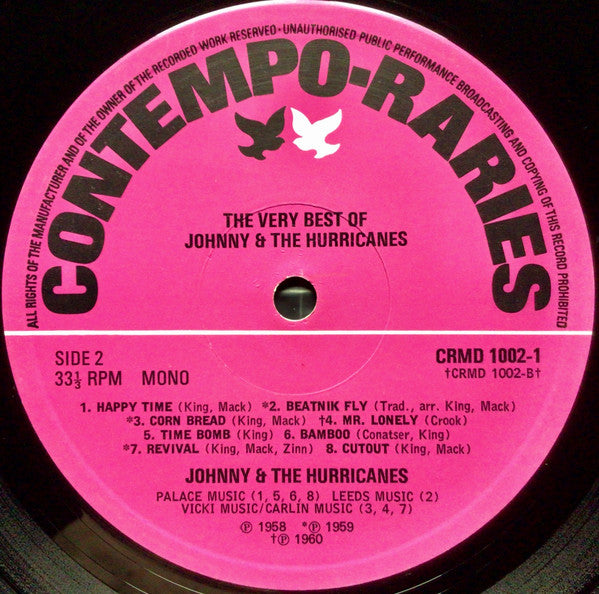 ALL RIGHTS OF THE MANUFACTURER AND OF THE OWNER OF THE RECORDED WORK RESERVED · UNAUTHORISED PUBLIC PERFORMANCE BROADCASTING AND COPYING OF THIS RECORD PROHIBITED
CONTEMPO-RARIES
THE VERY BEST OF
JOHNNY & THE HURRICANES
SIDE 2
33⅓ RPM MONO
CRMD 1002-1
†CRMD 1002-B†
1. HAPPY TIME (King, Mack) *2. BEATNIK FLY (Trad., arr. King, Mack)
*3. CORN BREAD (King, Mack) †4. MR. LONELY (Crook)
5. TIME BOMB (King) 6. BAMBOO (Conatser, King)
*7. REVIVAL (King, Mack, Zinn) 8. CUTOUT (King, Mack)
JOHNNY & THE HURRICANES
PALACE MUSIC (1, 5, 6, 8) LEEDS MUSIC (2)
VICKI MUSIC/CARLIN MUSIC (3, 4, 7)
℗ 1958 *℗ 1959
†℗ 1960